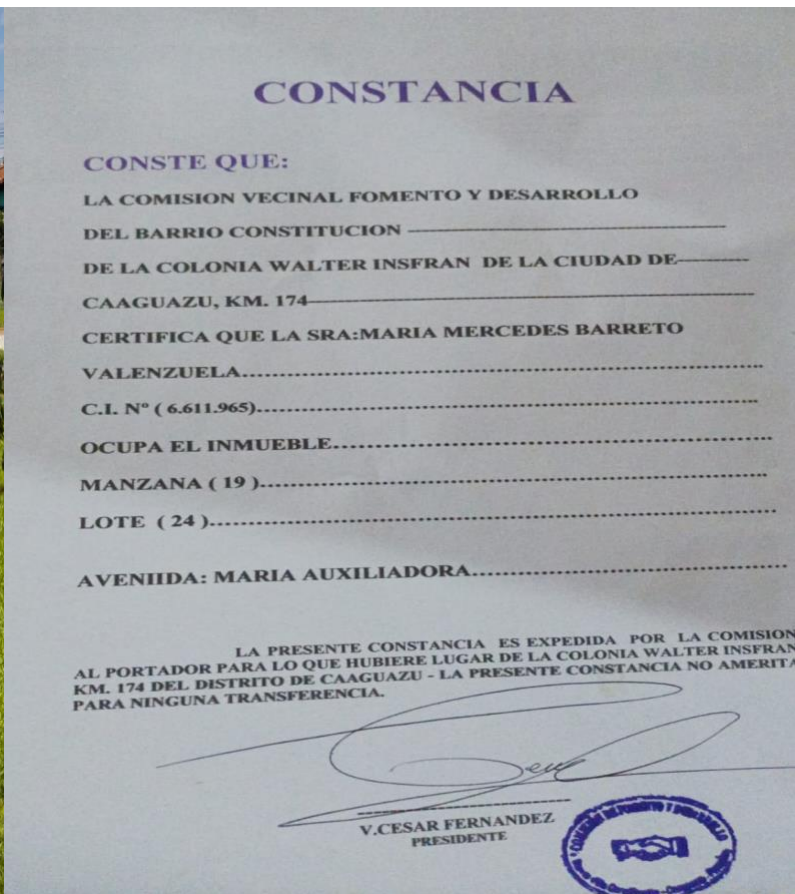 CONSTANCIA
CONSTE QUE:
LA COMISION VECINAL FOMENTO Y DESARROLLO
DEL BARRIO CONSTITUCION
DE LA COLONIA WALTER INSFRAN DE LA CIUDAD DE
CAAGUAZU, KM. 174
CERTIFICA QUE LA SRA:MARIA MERCEDES BARRETO
VALENZUELA
C.I. Nº ( 6.611.965)
OCUPA EL INMUEBLE
MANZANA ( 19 )
LOTE ( 24 )
AVENIIDA: MARIA AUXILIADORA
LA PRESENTE CONSTANCIA ES EXPEDIDA POR LA COMISION
AL PORTADOR PARA LO QUE HUBIERE LUGAR DE LA COLONIA WALTER INSFRAN
KM. 174 DEL DISTRITO DE CAAGUAZU - LA PRESENTE CONSTANCIA NO AMERITA
PARA NINGUNA TRANSFERENCIA.
V.CESAR FERNANDEZ
PRESIDENTE